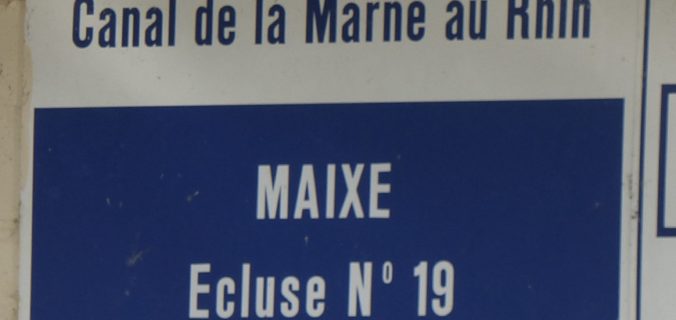 Canal de la Marne au Rhin
MAIXE
Ecluse N° 19